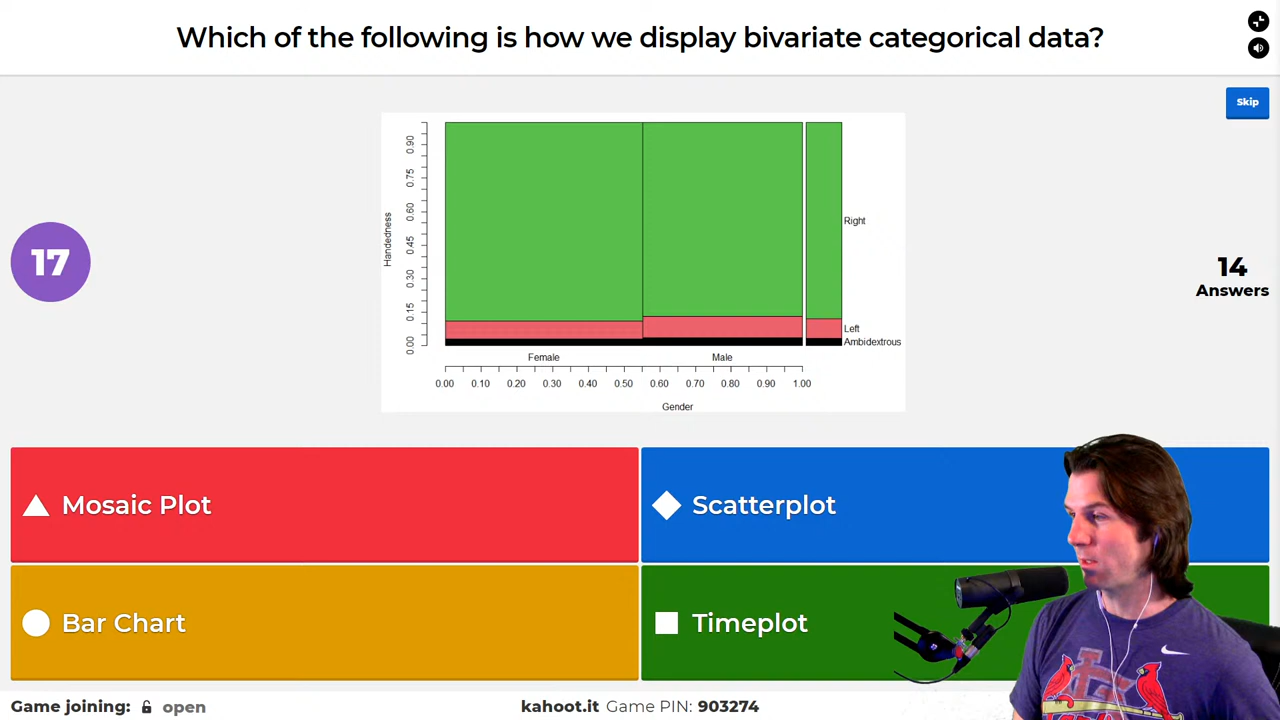 Which of the following is how we display bivariate categorical data?
Skip
17
14
Answers
Handedness
0.90
0.75
0.60
0.45
0.30
0.15
0.00
Right
Left
Ambidextrous
Female Male
0.00 0.10 0.20 0.30 0.40 0.50 0.60 0.70 0.80 0.90 1.00
Gender
Mosaic Plot
Scatterplot
Bar Chart
Timeplot
Game joining: open
kahoot.it Game PIN: 903274